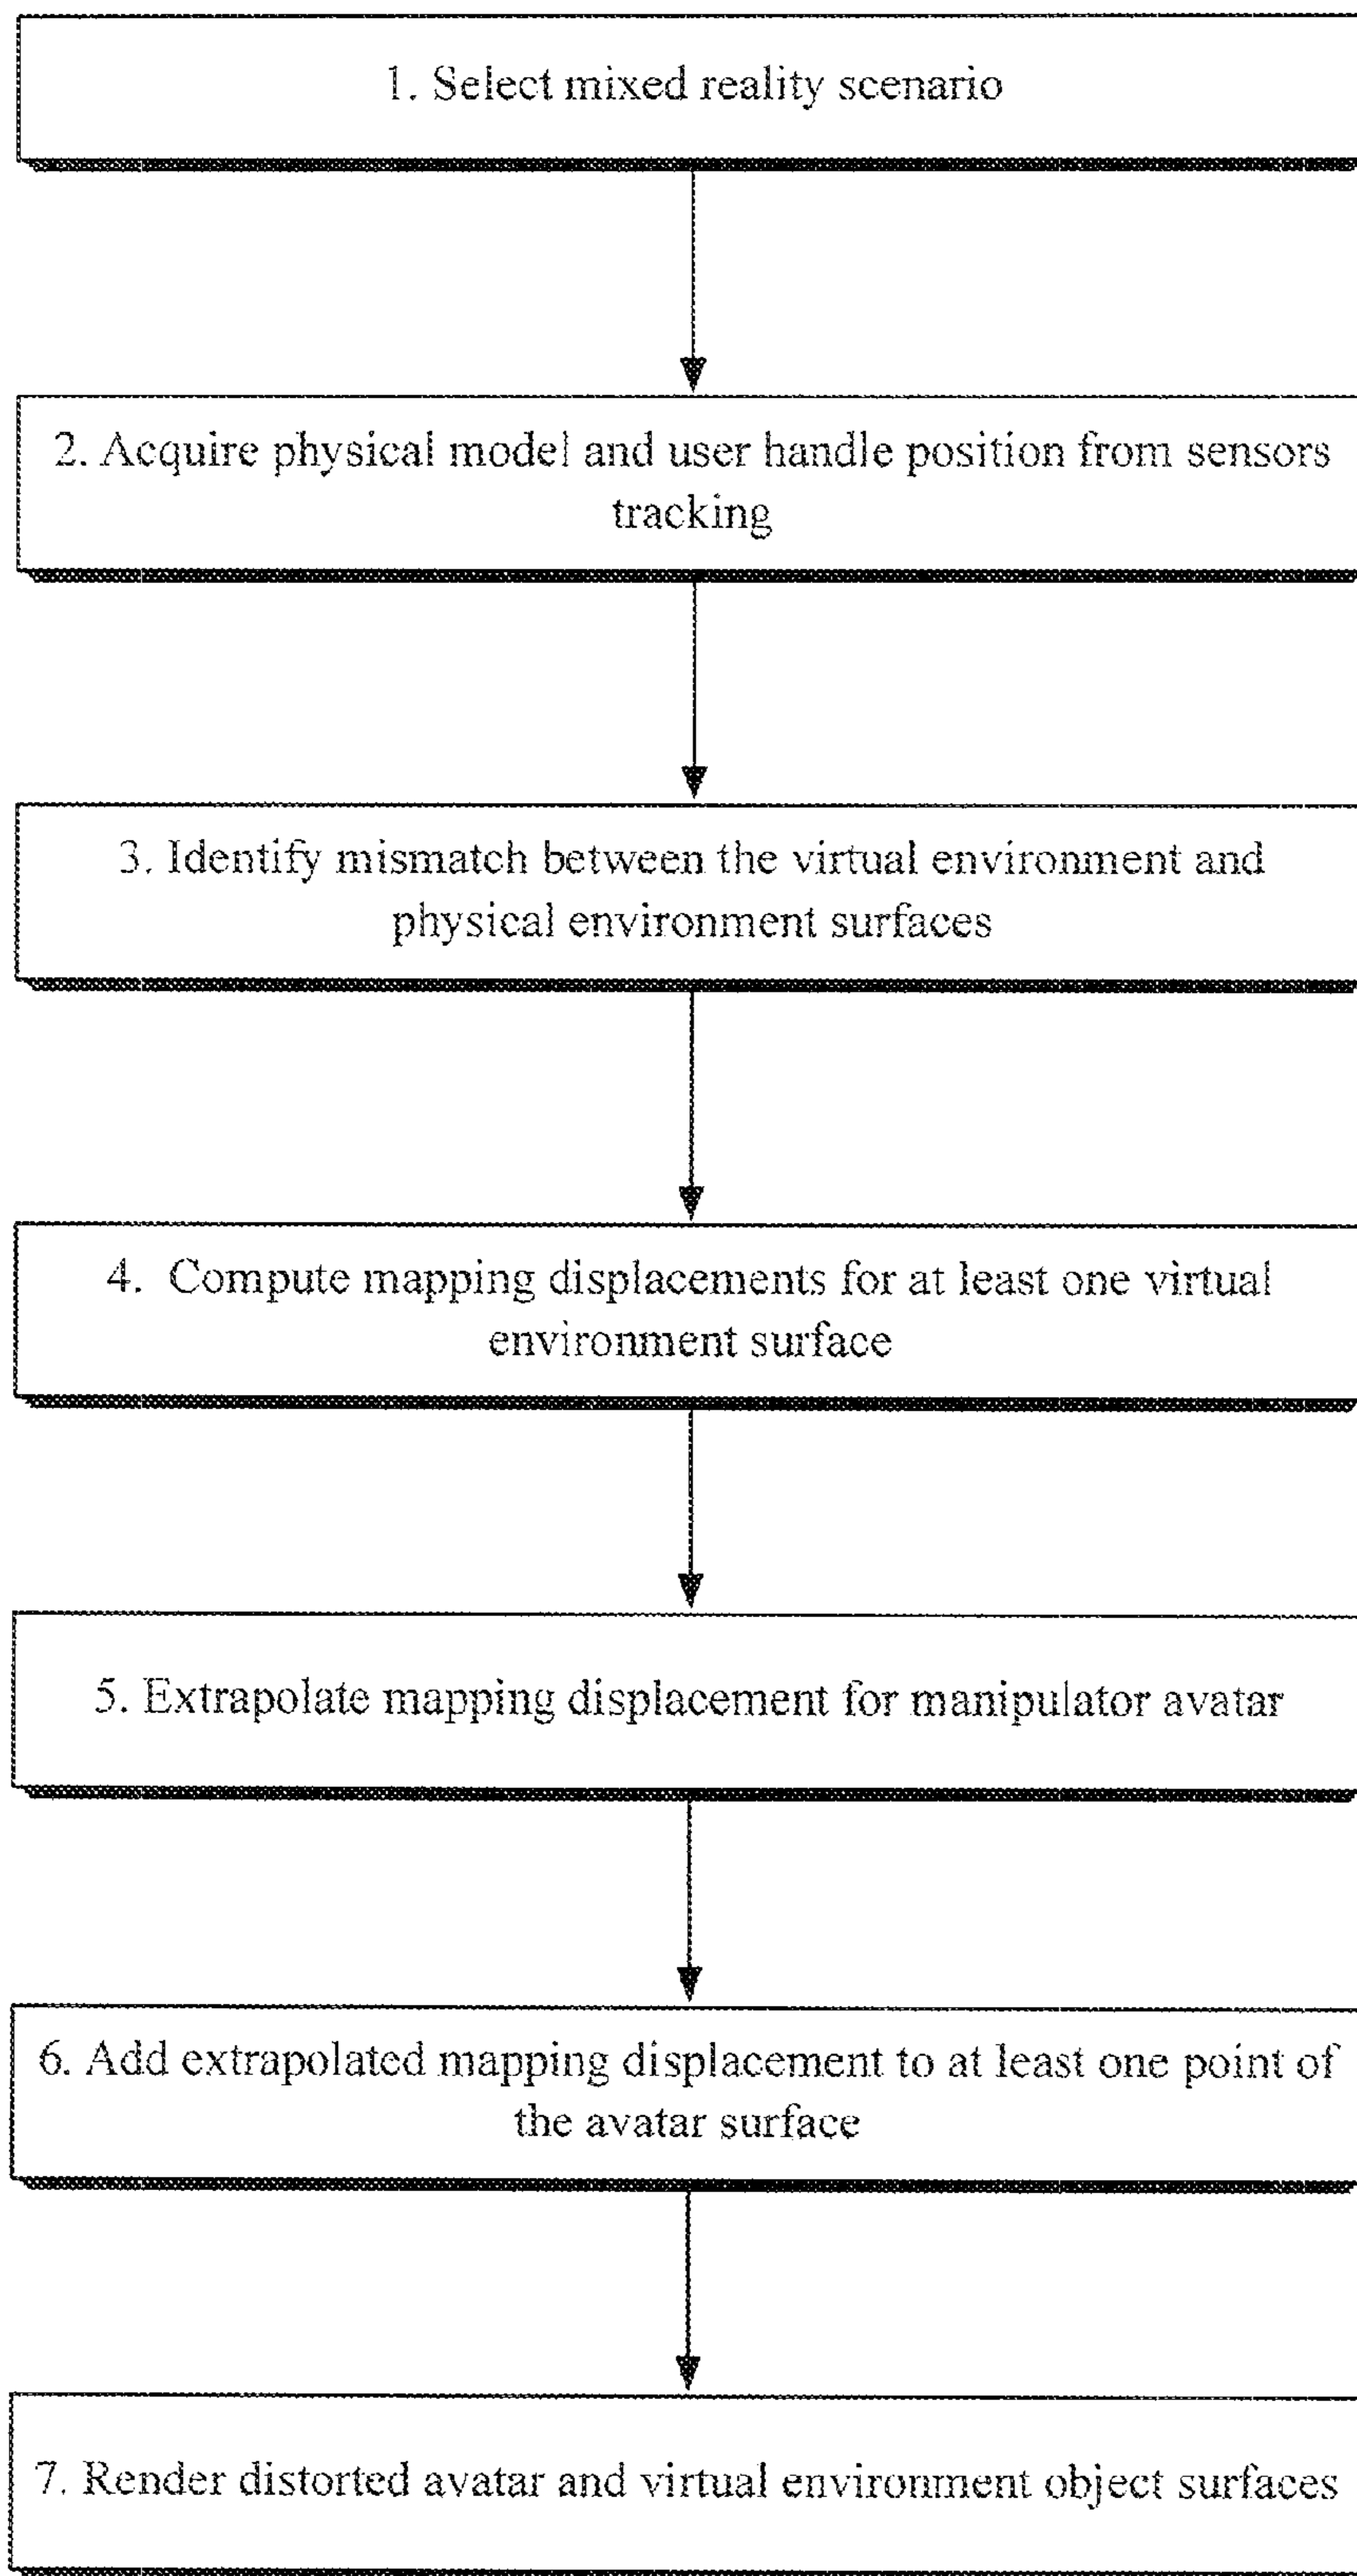 1. Select mixed reality scenario
2. Acquire physical model and user handle position from sensors
tracking
3. Identify mismatch between the virtual environment and
physical environment surfaces
4. Compute mapping displacements for at least one virtual
environment surface
5. Extrapolate mapping displacement for manipulator avatar
6. Add extrapolated mapping displacement to at least one point of
the avatar surface
7. Render distorted avatar and virtual environment object surfaces